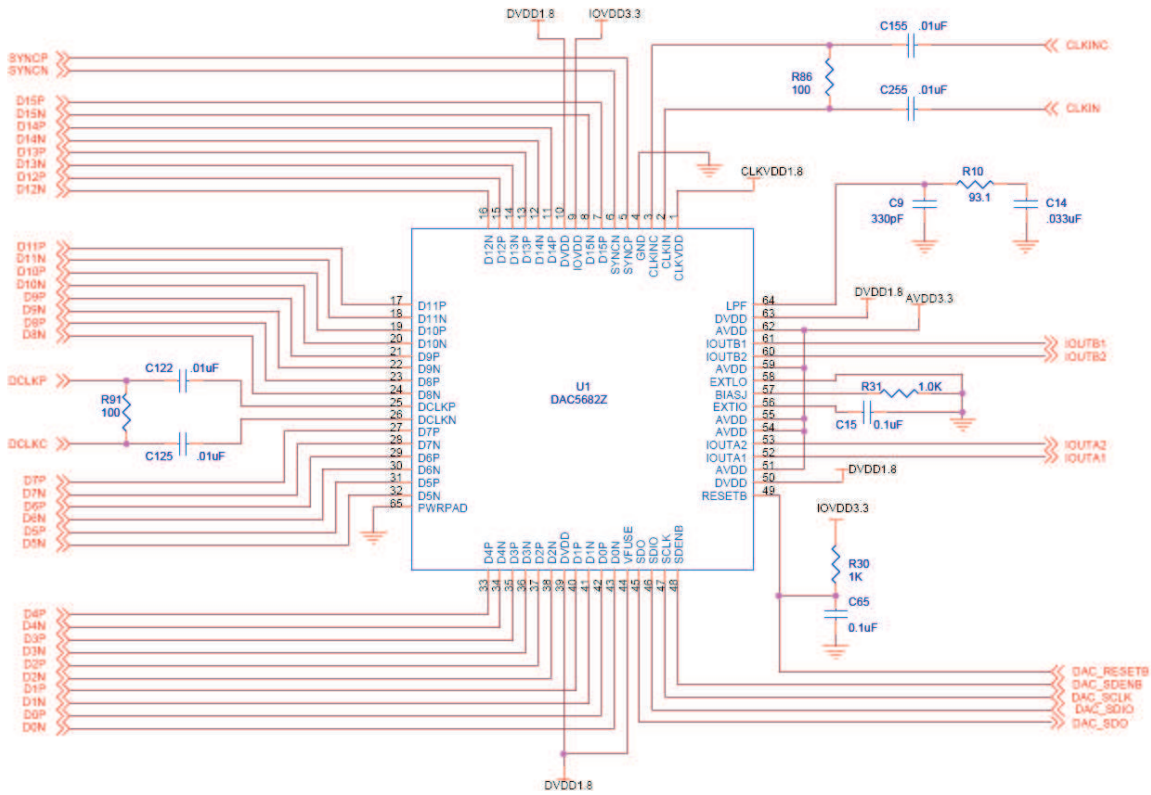 DVDD1.8
IOVDD3.3
SYNCP
SYNCN
D15P
D15N
D14P
D14N
D13P
D13N
D12P
D12N
C155 .01uF
CLKINC
R86
100
C255 .01uF
CLKIN
CLKVDD1.8
R10
93.1
C9
330pF
C14
.033uF
16 15 14 13 12 11 10 9 8 7 6 5 4 3 2 1
D12N D12P D13N D13P D14N D14P DVDD IOVDD D15N D15P SYNCN SYNCP GND CLKINC CLKIN CLKVDD
D11P
D11N
D10P
D10N
D9P
D9N
D8P
D8N
DCLKP
DCLKC
C122 .01uF
R91
100
C125 .01uF
D7P
D7N
D6P
D6N
D5P
D5N
17 D11P
18 D11N
19 D10P
20 D10N
21 D9P
22 D9N
23 D8P
24 D8N
25 DCLKP
26 DCLKN
27 D7P
28 D7N
29 D6P
30 D6N
31 D5P
32 D5N
65 PWRPAD
U1
DAC5682Z
LPF 64
DVDD 63
AVDD 62
IOUTB1 61
IOUTB2 60
AVDD 59
EXTLO 58
BIASJ 57
EXTIO 56
AVDD 55
AVDD 54
IOUTA2 53
IOUTA1 52
AVDD 51
DVDD 50
RESETB 49
DVDD1.8
AVDD3.3
IOUTB1
IOUTB2
R31 1.0K
C15 0.1uF
IOUTA2
IOUTA1
DVDD1.8
IOVDD3.3
R30
1K
C65
0.1uF
D4P D4N D3P D3N D2P D2N DVDD D1P D1N D0P D0N VFUSE SDO SDIO SCLK SDENB
33 34 35 36 37 38 39 40 41 42 43 44 45 46 47 48
D4P
D4N
D3P
D3N
D2P
D2N
D1P
D1N
D0P
D0N
DAC_RESETB
DAC_SDENB
DAC_SCLK
DAC_SDIO
DAC_SDO
DVDD1.8